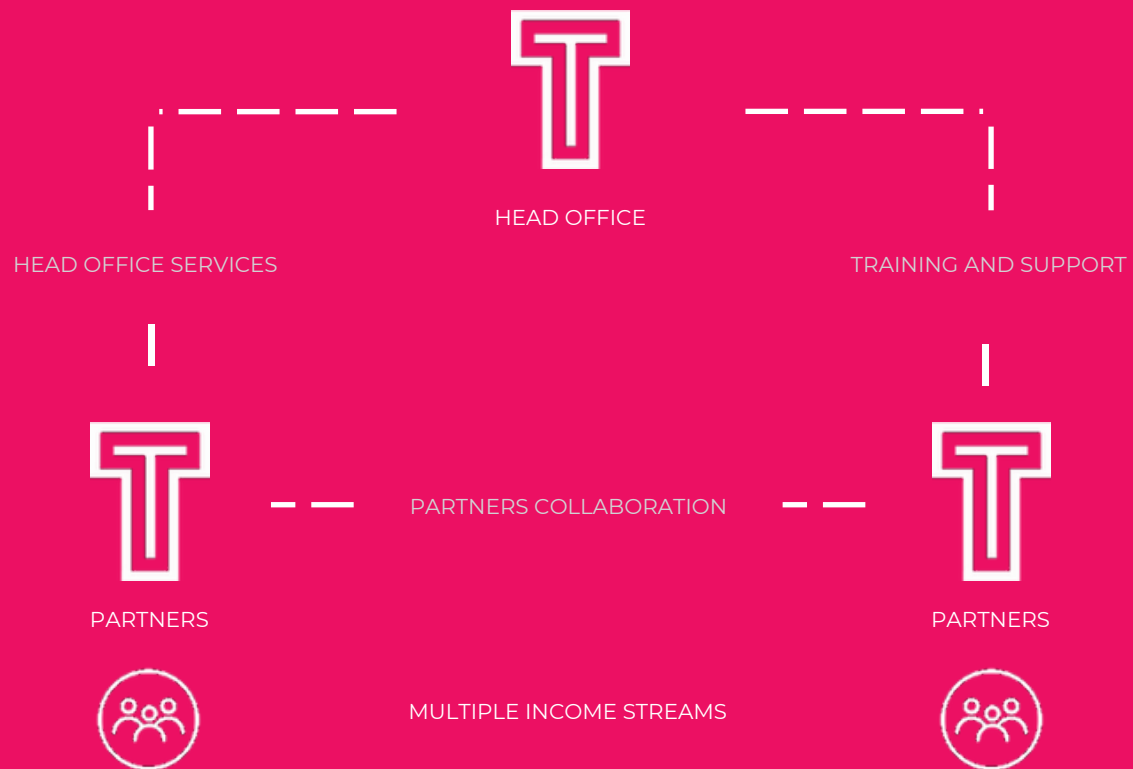 T
HEAD OFFICE
HEAD OFFICE SERVICES
TRAINING AND SUPPORT
T
T
PARTNERS COLLABORATION
PARTNERS
PARTNERS
MULTIPLE INCOME STREAMS